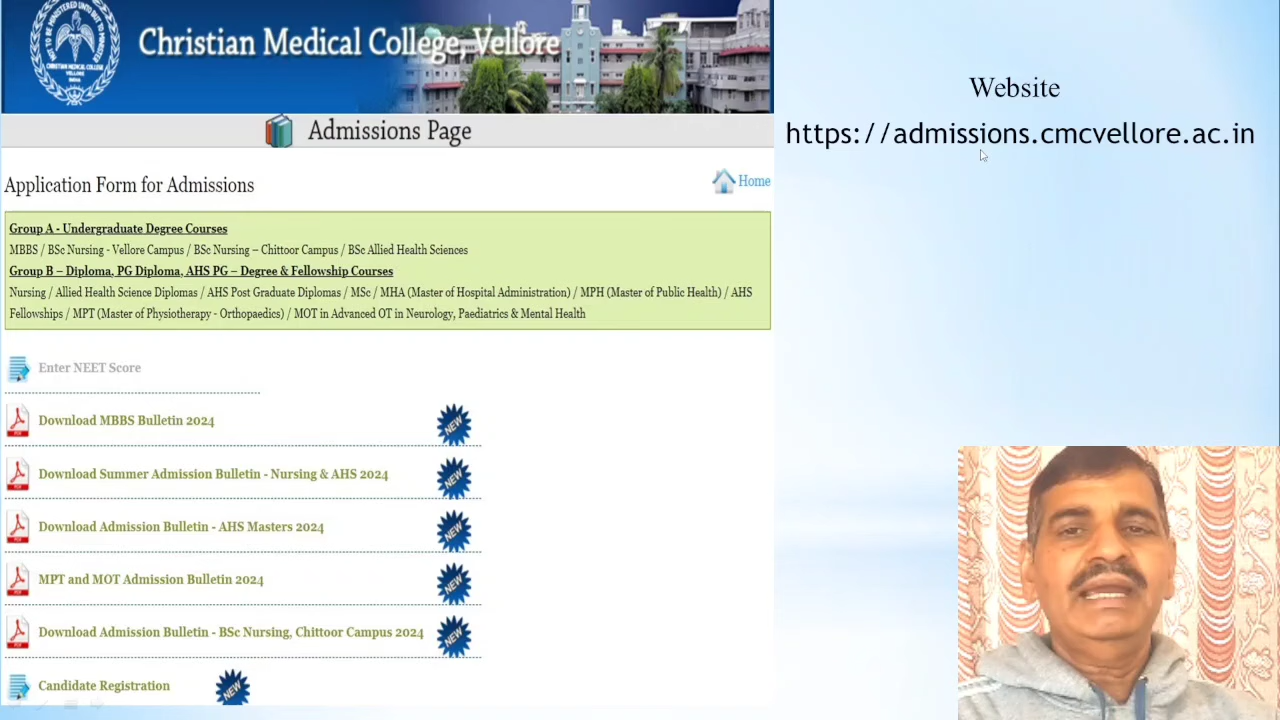 Christian Medical College, Vellore
Admissions Page
Website
https://admissions.cmcvellore.ac.in
Application Form for Admissions
Home
Group A - Undergraduate Degree Courses
MBBS / BSc Nursing - Vellore Campus / BSc Nursing – Chittoor Campus / BSc Allied Health Sciences
Group B – Diploma, PG Diploma, AHS PG – Degree & Fellowship Courses
Nursing / Allied Health Science Diplomas / AHS Post Graduate Diplomas / MSc / MHA (Master of Hospital Administration) / MPH (Master of Public Health) / AHS
Fellowships / MPT (Master of Physiotherapy - Orthopaedics) / MOT in Advanced OT in Neurology, Paediatrics & Mental Health
Enter NEET Score
Download MBBS Bulletin 2024 NEW
Download Summer Admission Bulletin - Nursing & AHS 2024 NEW
Download Admission Bulletin - AHS Masters 2024 NEW
MPT and MOT Admission Bulletin 2024 NEW
Download Admission Bulletin - BSc Nursing, Chittoor Campus 2024 NEW
Candidate Registration NEW